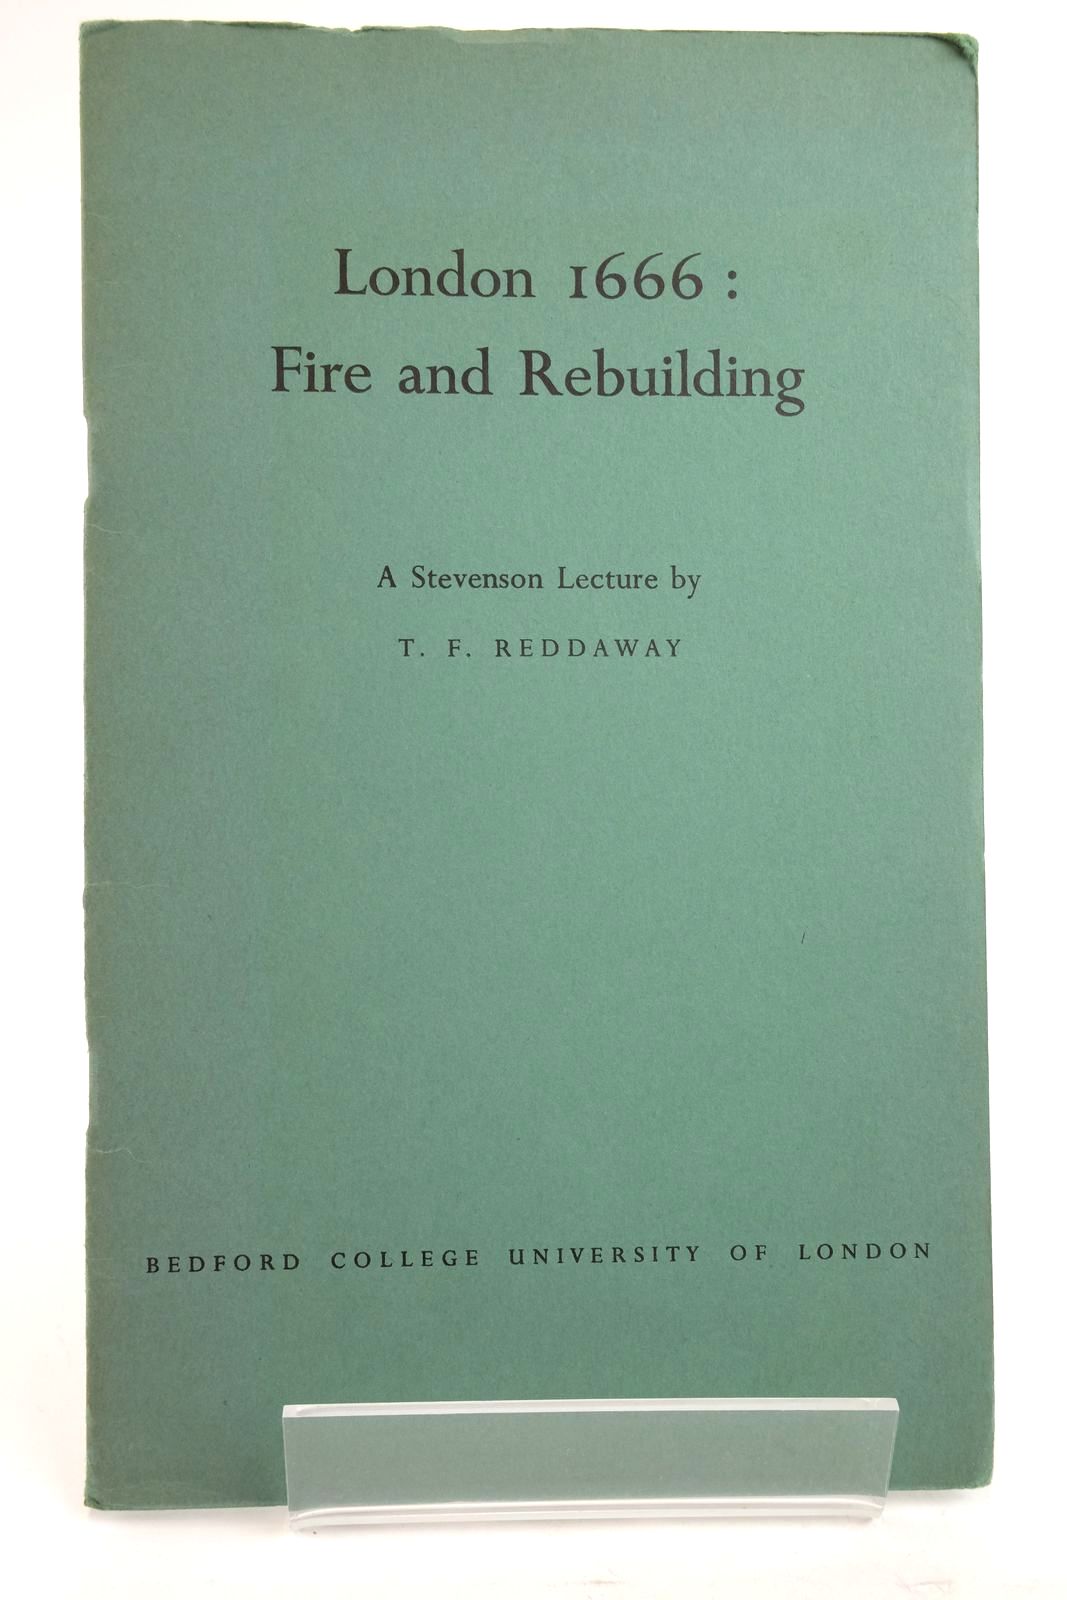 London 1666 :
Fire and Rebuilding
A Stevenson Lecture by
T. F. REDDAWAY
BEDFORD COLLEGE UNIVERSITY OF LONDON